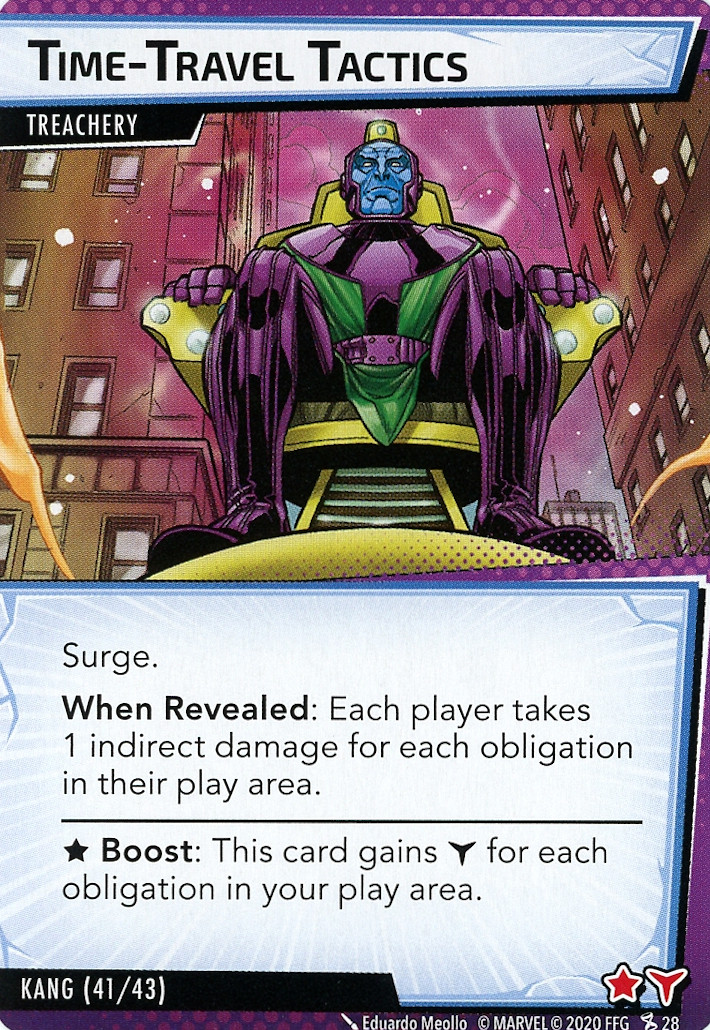 TIME-TRAVEL TACTICS
TREACHERY
Surge.
When Revealed: Each player takes
1 indirect damage for each obligation
in their play area.
★ Boost: This card gains for each
obligation in your play area.
KANG (41/43)
Eduardo Meollo © MARVEL © 2020 FFG 28